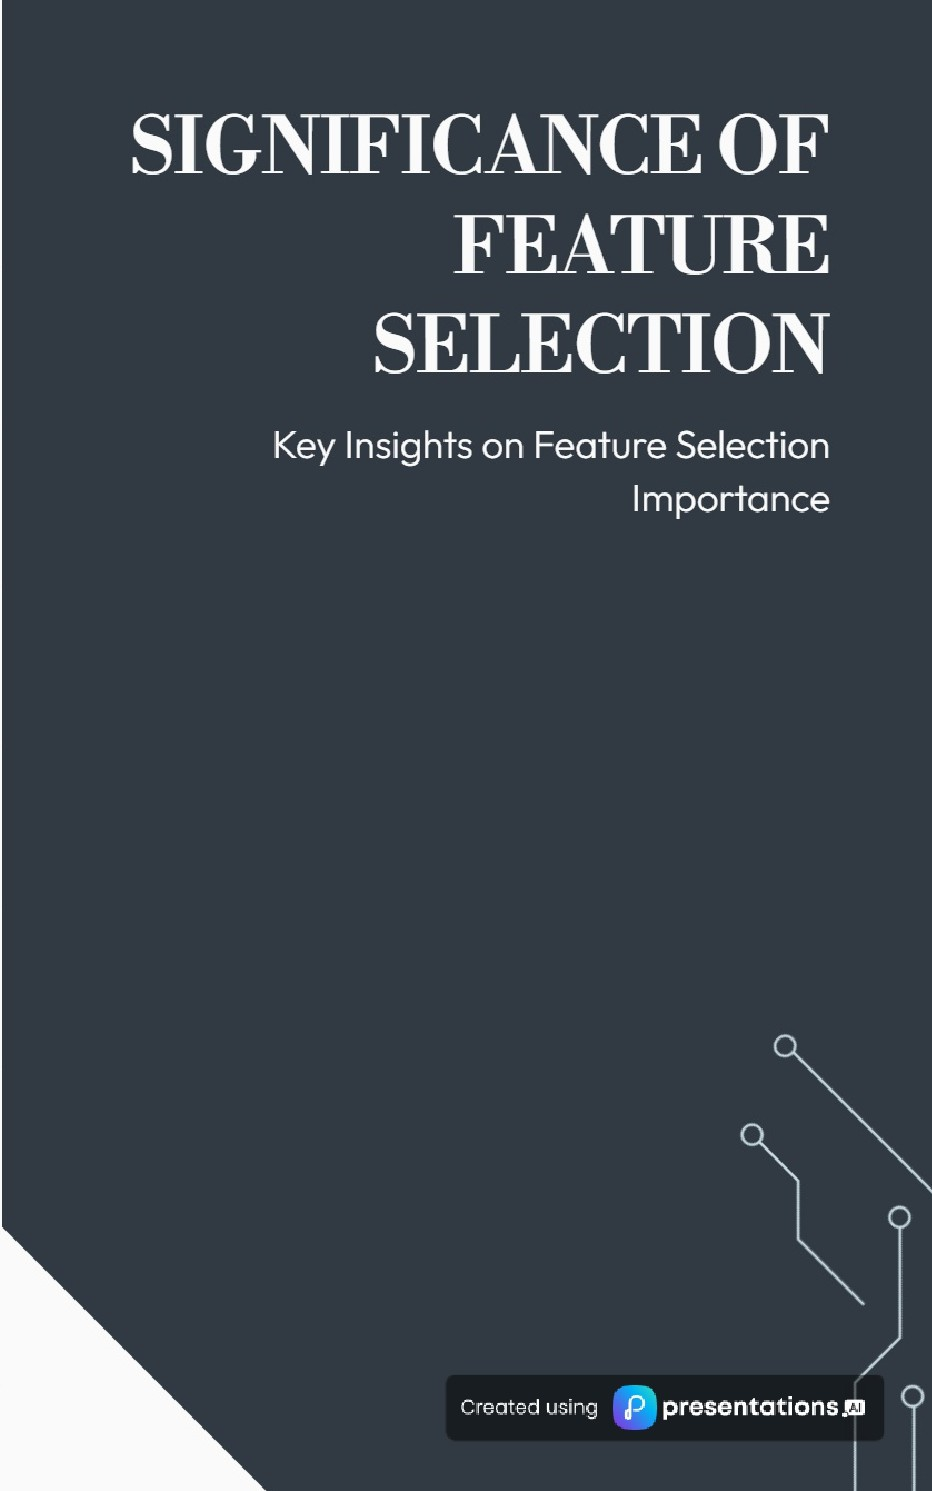 SIGNIFICANCE OF
FEATURE
SELECTION
Key Insights on Feature Selection
Importance
Created using presentations.AI